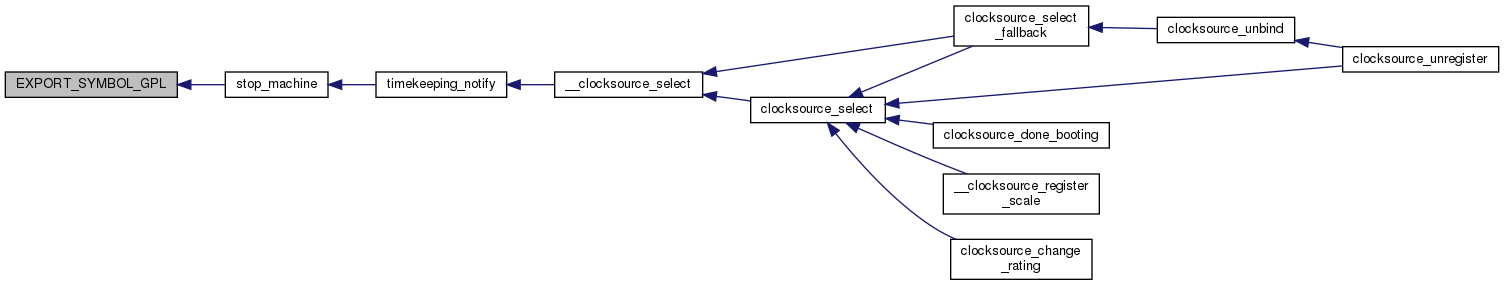 EXPORT_SYMBOL_GPL
stop_machine
timekeeping_notify
__clocksource_select
clocksource_select
_fallback
clocksource_unbind
clocksource_unregister
clocksource_select
clocksource_done_booting
__clocksource_register
_scale
clocksource_change
_rating